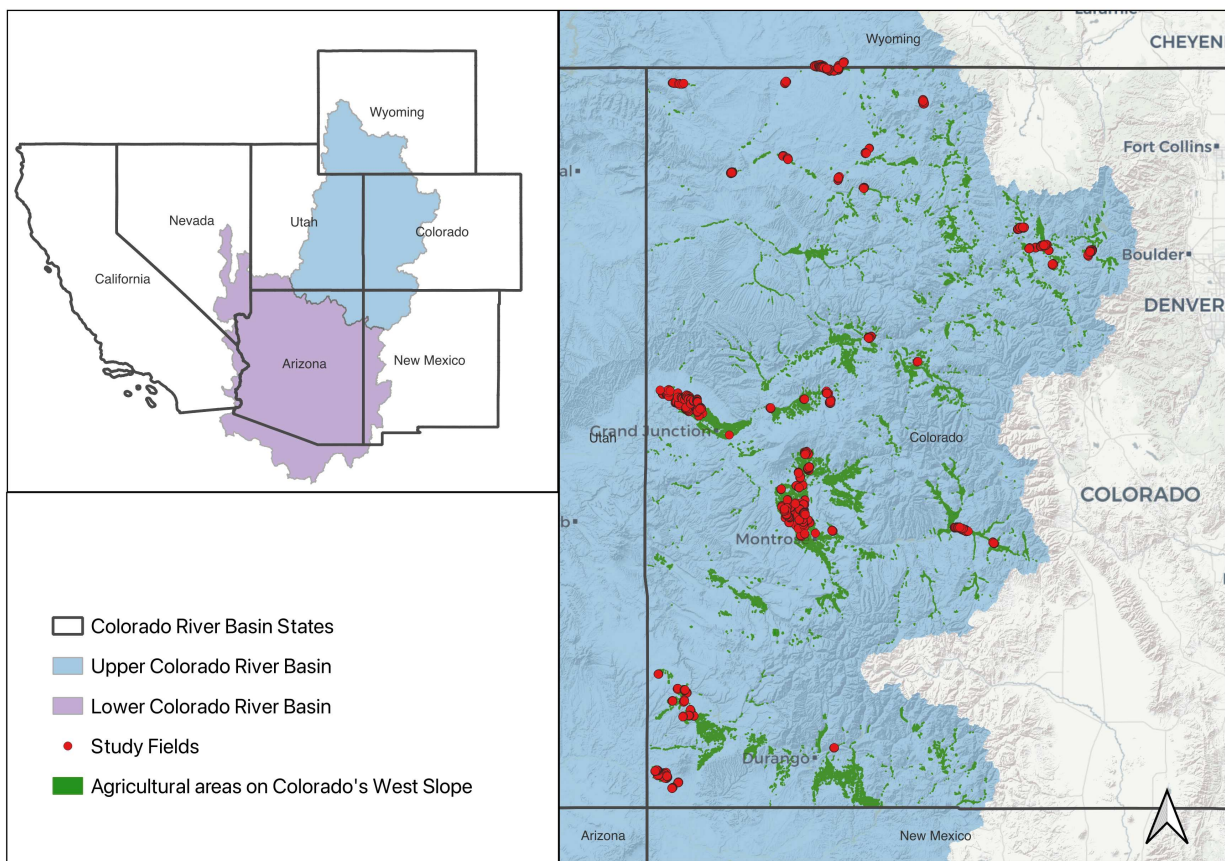 Wyoming
Nevada
Utah
Colorado
California
Arizona
New Mexico
Colorado River Basin States
Upper Colorado River Basin
Lower Colorado River Basin
Study Fields
Agricultural areas on Colorado's West Slope
Wyoming
CHEYEN
Fort Collins
al
Boulder
DENVER
Grand Junction
Utah
Colorado
COLORADO
b
Montro
Durango
Arizona
New Mexico